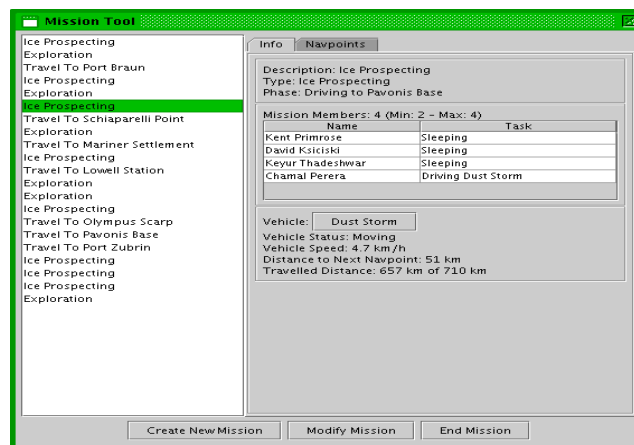 Mission Tool
Ice Prospecting
Exploration
Travel To Port Braun
Ice Prospecting
Exploration
Ice Prospecting
Travel To Schiaparelli Point
Exploration
Travel To Mariner Settlement
Ice Prospecting
Travel To Lowell Station
Exploration
Exploration
Ice Prospecting
Travel To Olympus Scarp
Travel To Pavonis Base
Travel To Port Zubrin
Ice Prospecting
Ice Prospecting
Ice Prospecting
Exploration
Info Navpoints
Description: Ice Prospecting
Type: Ice Prospecting
Phase: Driving to Pavonis Base
Mission Members: 4 (Min: 2 - Max: 4)
Name Task
Kent Primrose Sleeping
David Ksiciski Sleeping
Keyur Thadeshwar Sleeping
Chamal Perera Driving Dust Storm
Vehicle: Dust Storm
Vehicle Status: Moving
Vehicle Speed: 4.7 km/h
Distance to Next Navpoint: 51 km
Travelled Distance: 657 km of 710 km
Create New Mission Modify Mission End Mission